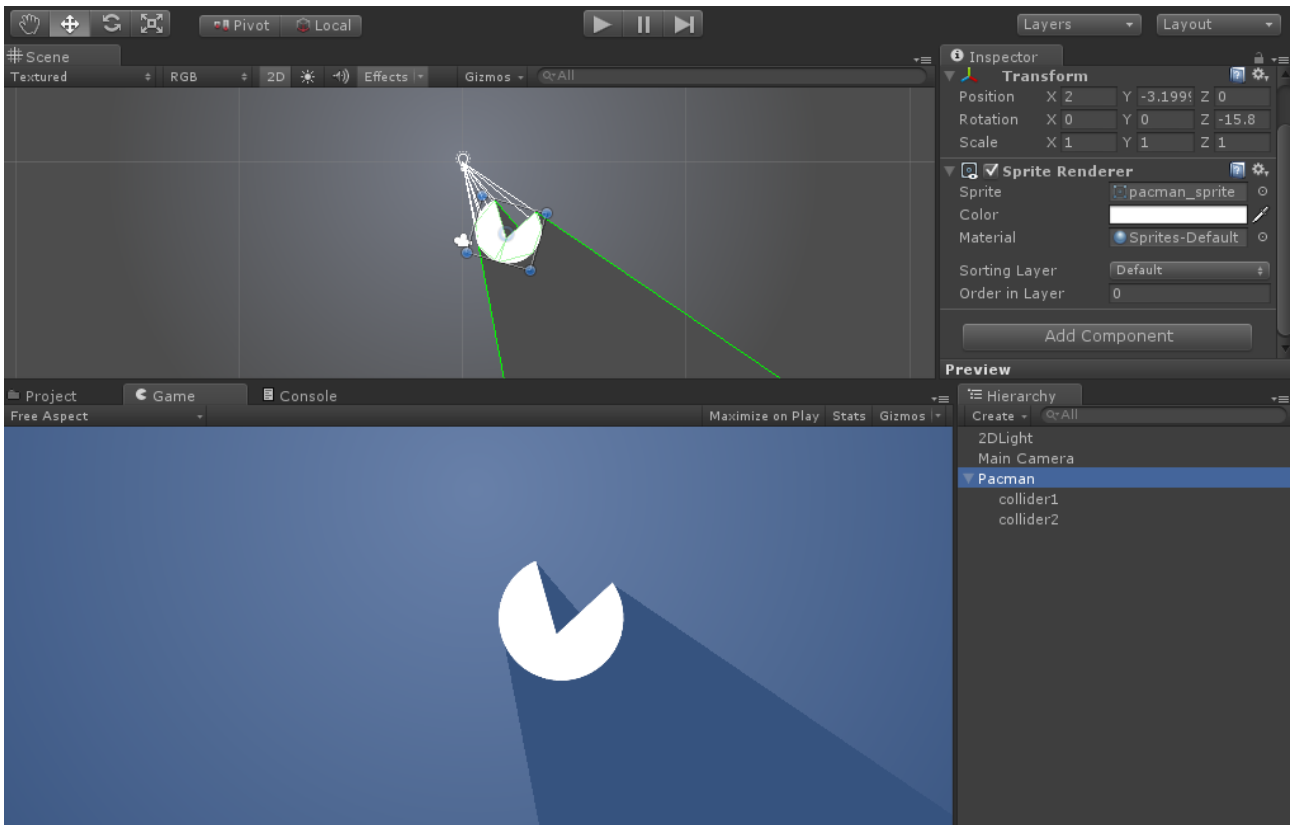 Pivot Local Layers Layout
Scene
Textured RGB 2D Effects Gizmos All
Inspector
Transform
Position X 2 Y -3.199 Z 0
Rotation X 0 Y 0 Z -15.8
Scale X 1 Y 1 Z 1
Sprite Renderer
Sprite pacman_sprite
Color
Material Sprites-Default
Sorting Layer Default
Order in Layer 0
Add Component
Preview
Project Game Console
Free Aspect Maximize on Play Stats Gizmos
Hierarchy
Create All
2DLight
Main Camera
Pacman
collider1
collider2